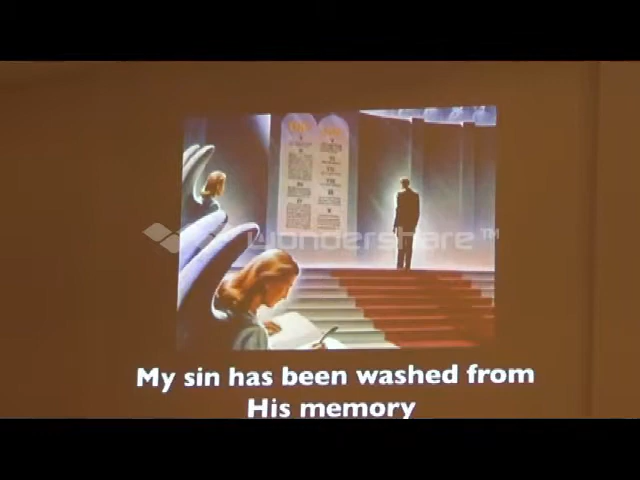 wondershare™
My sin has been washed from
His memory